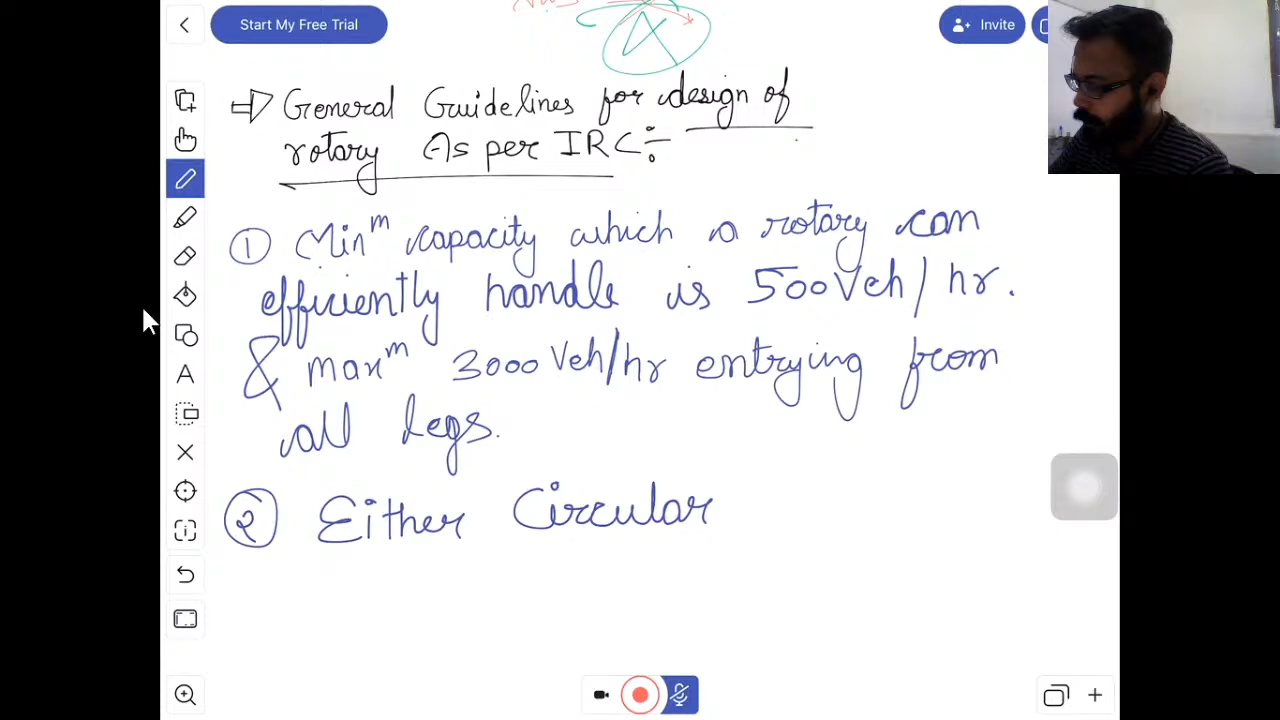 Start My Free Trial
Invite
⇒ General Guidelines for design of
rotary As per IRC÷
① Minᵐ capacity which a rotary can
efficiently handle is 500 Veh/hr.
& maxᵐ 3000 Veh/hr entrying from
all legs.
② Either Circular